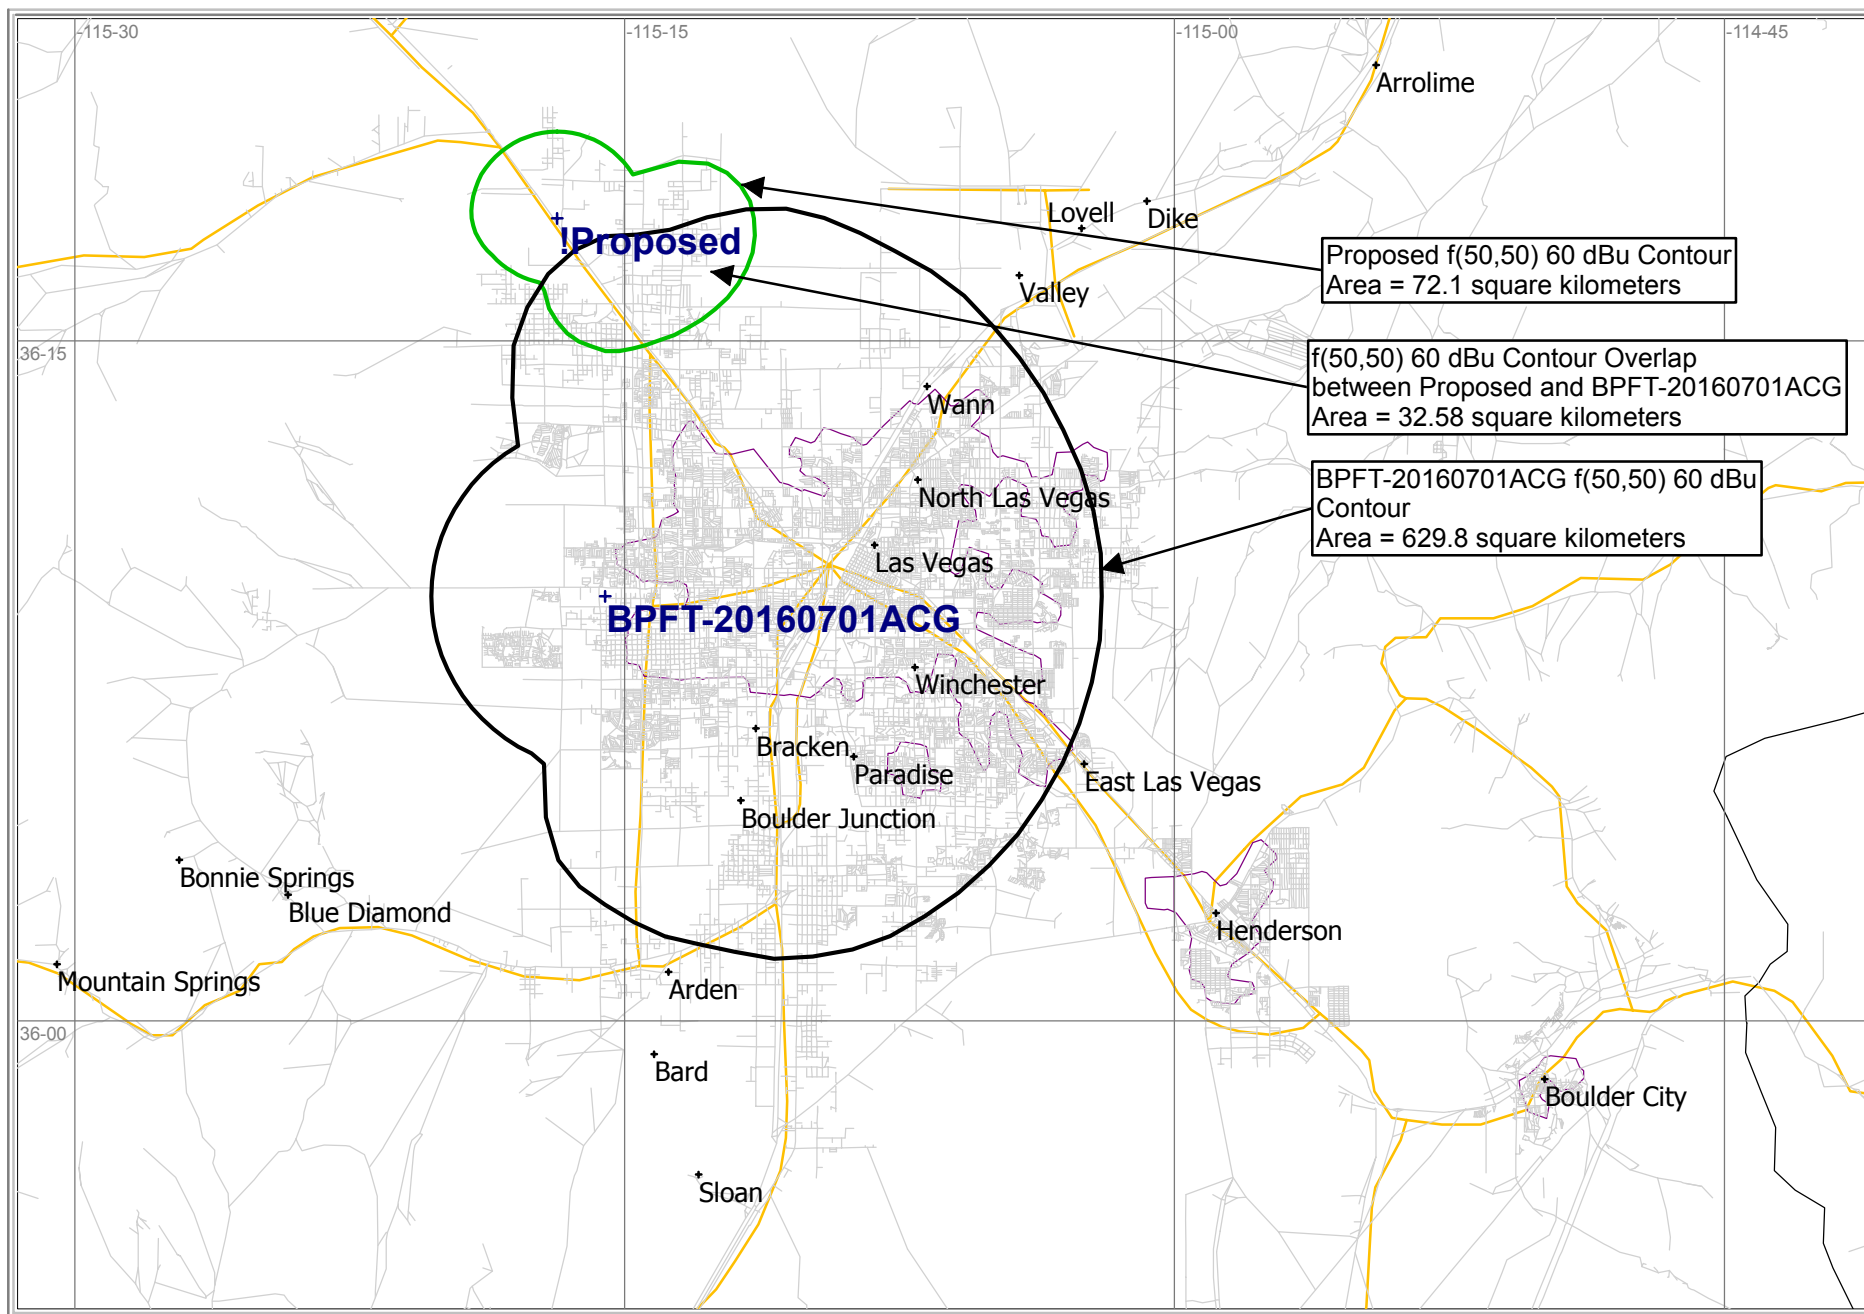 -115-30
-115-15
-115-00
-114-45
Arrolime
Lovell
Dike
!Proposed
Proposed f(50,50) 60 dBu Contour
Area = 72.1 square kilometers
Valley
36-15
f(50,50) 60 dBu Contour Overlap
between Proposed and BPFT-20160701ACG
Area = 32.58 square kilometers
Wann
BPFT-20160701ACG f(50,50) 60 dBu
Contour
Area = 629.8 square kilometers
North Las Vegas
Las Vegas
BPFT-20160701ACG
Winchester
Bracken
Paradise
East Las Vegas
Boulder Junction
Bonnie Springs
Blue Diamond
Henderson
Mountain Springs
Arden
36-00
Bard
Boulder City
Sloan